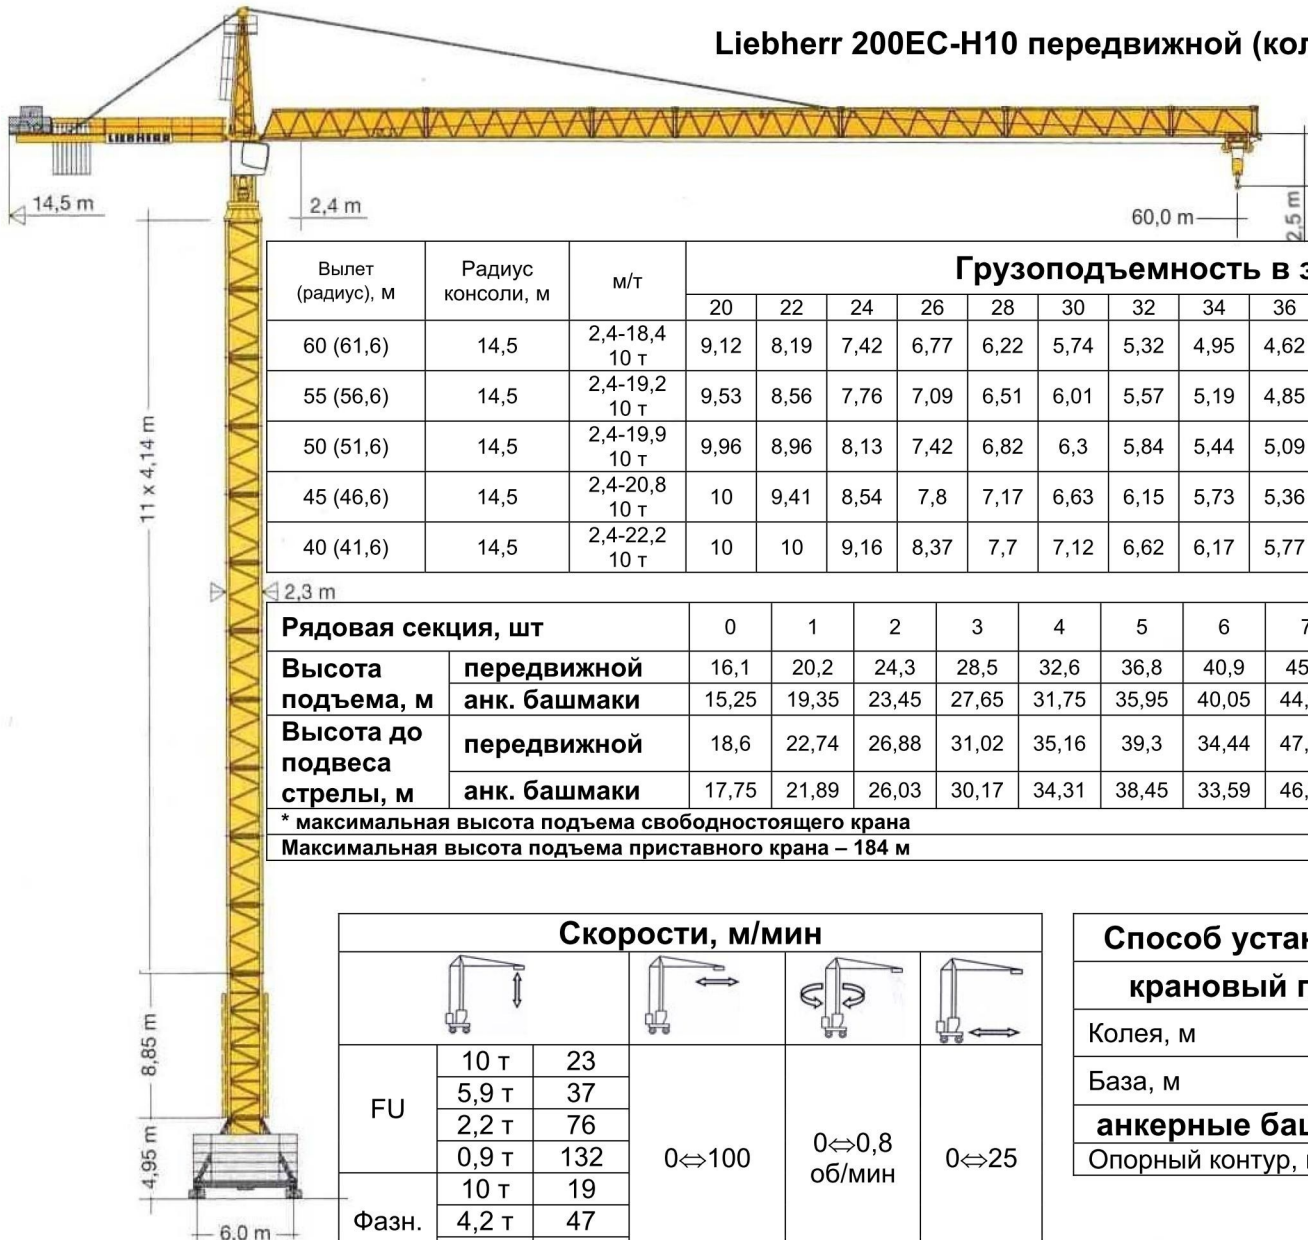 Liebherr 200EC-H10 передвижной (кол
LIEBHERR
14,5 m
2,4 m
60,0 m
2,5 m
Вылет (радиус), м Радиус консоли, м м/т Грузоподъемность в з
20 22 24 26 28 30 32 34 36
60 (61,6) 14,5 2,4-18,4 10 т 9,12 8,19 7,42 6,77 6,22 5,74 5,32 4,95 4,62
55 (56,6) 14,5 2,4-19,2 10 т 9,53 8,56 7,76 7,09 6,51 6,01 5,57 5,19 4,85
50 (51,6) 14,5 2,4-19,9 10 т 9,96 8,96 8,13 7,42 6,82 6,3 5,84 5,44 5,09
45 (46,6) 14,5 2,4-20,8 10 т 10 9,41 8,54 7,8 7,17 6,63 6,15 5,73 5,36
40 (41,6) 14,5 2,4-22,2 10 т 10 10 9,16 8,37 7,7 7,12 6,62 6,17 5,77
11 x 4,14 m
2,3 m
Рядовая секция, шт 0 1 2 3 4 5 6 7
Высота подъема, м передвижной 16,1 20,2 24,3 28,5 32,6 36,8 40,9 45
анк. башмаки 15,25 19,35 23,45 27,65 31,75 35,95 40,05 44,
Высота до подвеса стрелы, м передвижной 18,6 22,74 26,88 31,02 35,16 39,3 34,44 47,
анк. башмаки 17,75 21,89 26,03 30,17 34,31 38,45 33,59 46,
* максимальная высота подъема свободностоящего крана
Максимальная высота подъема приставного крана – 184 м
8,85 m
4,95 m
6,0 m
Скорости, м/мин
FU 10 т 23
5,9 т 37
2,2 т 76
0,9 т 132
Фазн. 10 т 19
4,2 т 47
0⇔100
0⇔0,8
об/мин
0⇔25
Способ устан
крановый п
Колея, м
База, м
анкерные баш
Опорный контур,